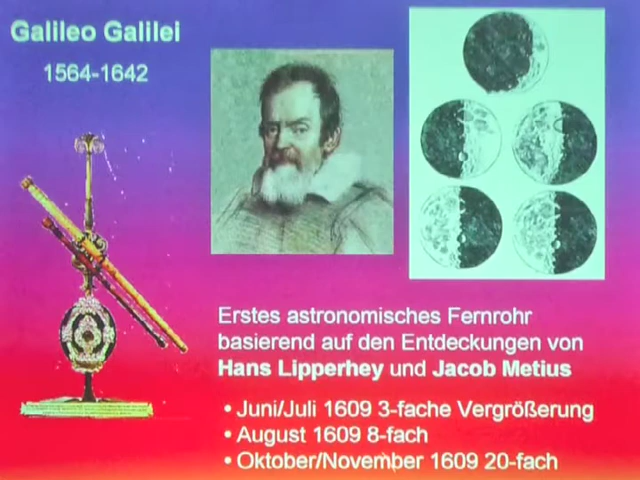 Galileo Galilei
1564-1642
Erstes astronomisches Fernrohr
basierend auf den Entdeckungen von
Hans Lipperhey und Jacob Metius
• Juni/Juli 1609 3-fache Vergrößerung
• August 1609 8-fach
• Oktober/November 1609 20-fach